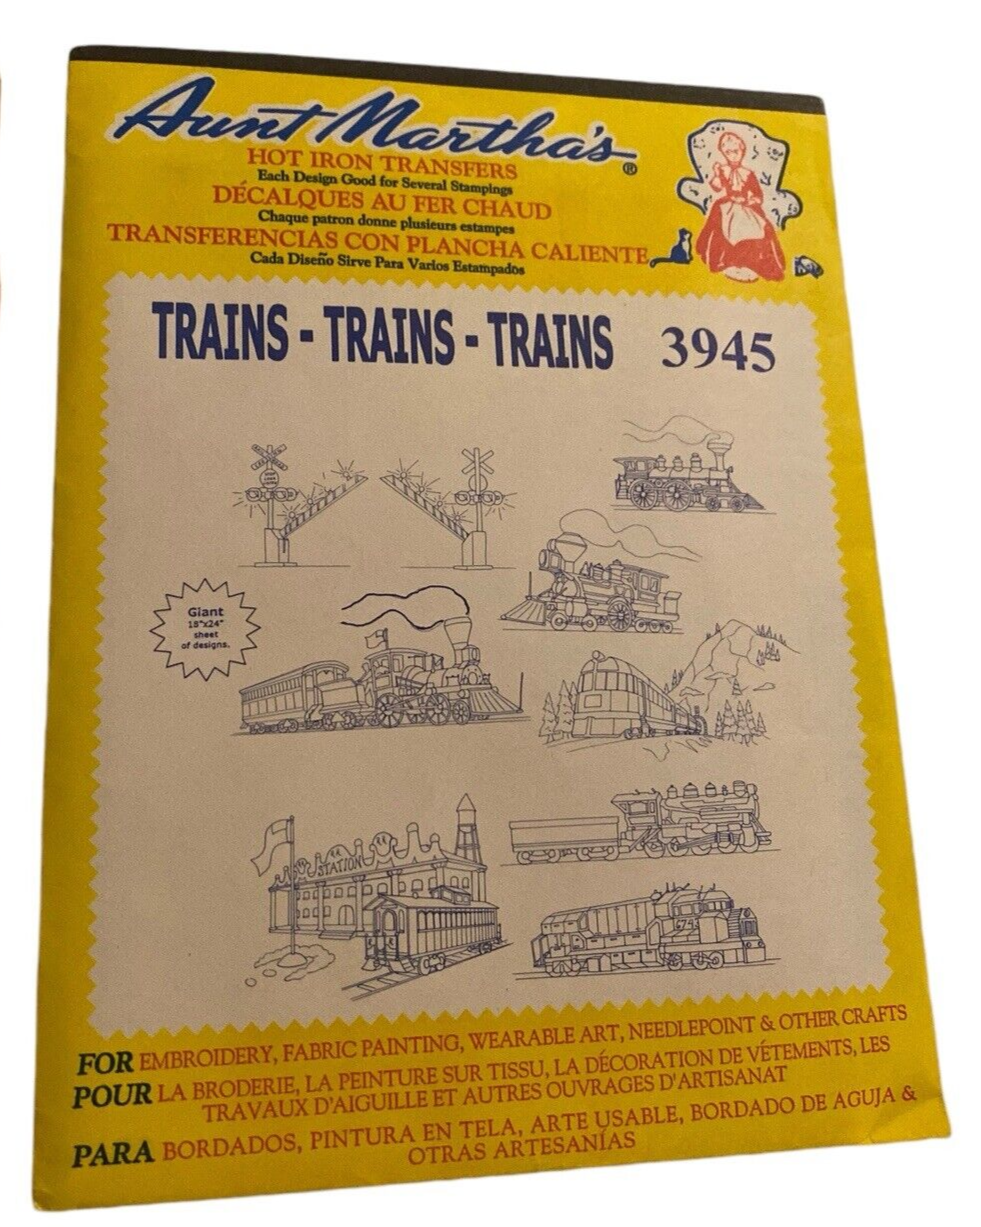 Aunt Martha's®
HOT IRON TRANSFERS
Each Design Good for Several Stampings
DÉCALQUES AU FER CHAUD
Chaque patron donne plusieurs estampes
TRANSFERENCIAS CON PLANCHA CALIENTE
Cada Diseño Sirve Para Varios Estampados
TRAINS - TRAINS - TRAINS 3945
Giant
18"x24"
sheet
of designs.
STATION
6743
FOR EMBROIDERY, FABRIC PAINTING, WEARABLE ART, NEEDLEPOINT & OTHER CRAFTS
POUR LA BRODERIE, LA PEINTURE SUR TISSU, LA DÉCORATION DE VÉTEMENTS, LES
TRAVAUX D'AIGUILLE ET AUTRES OUVRAGES D'ARTISANAT
PARA BORDADOS, PINTURA EN TELA, ARTE USABLE, BORDADO DE AGUJA &
OTRAS ARTESANÍAS